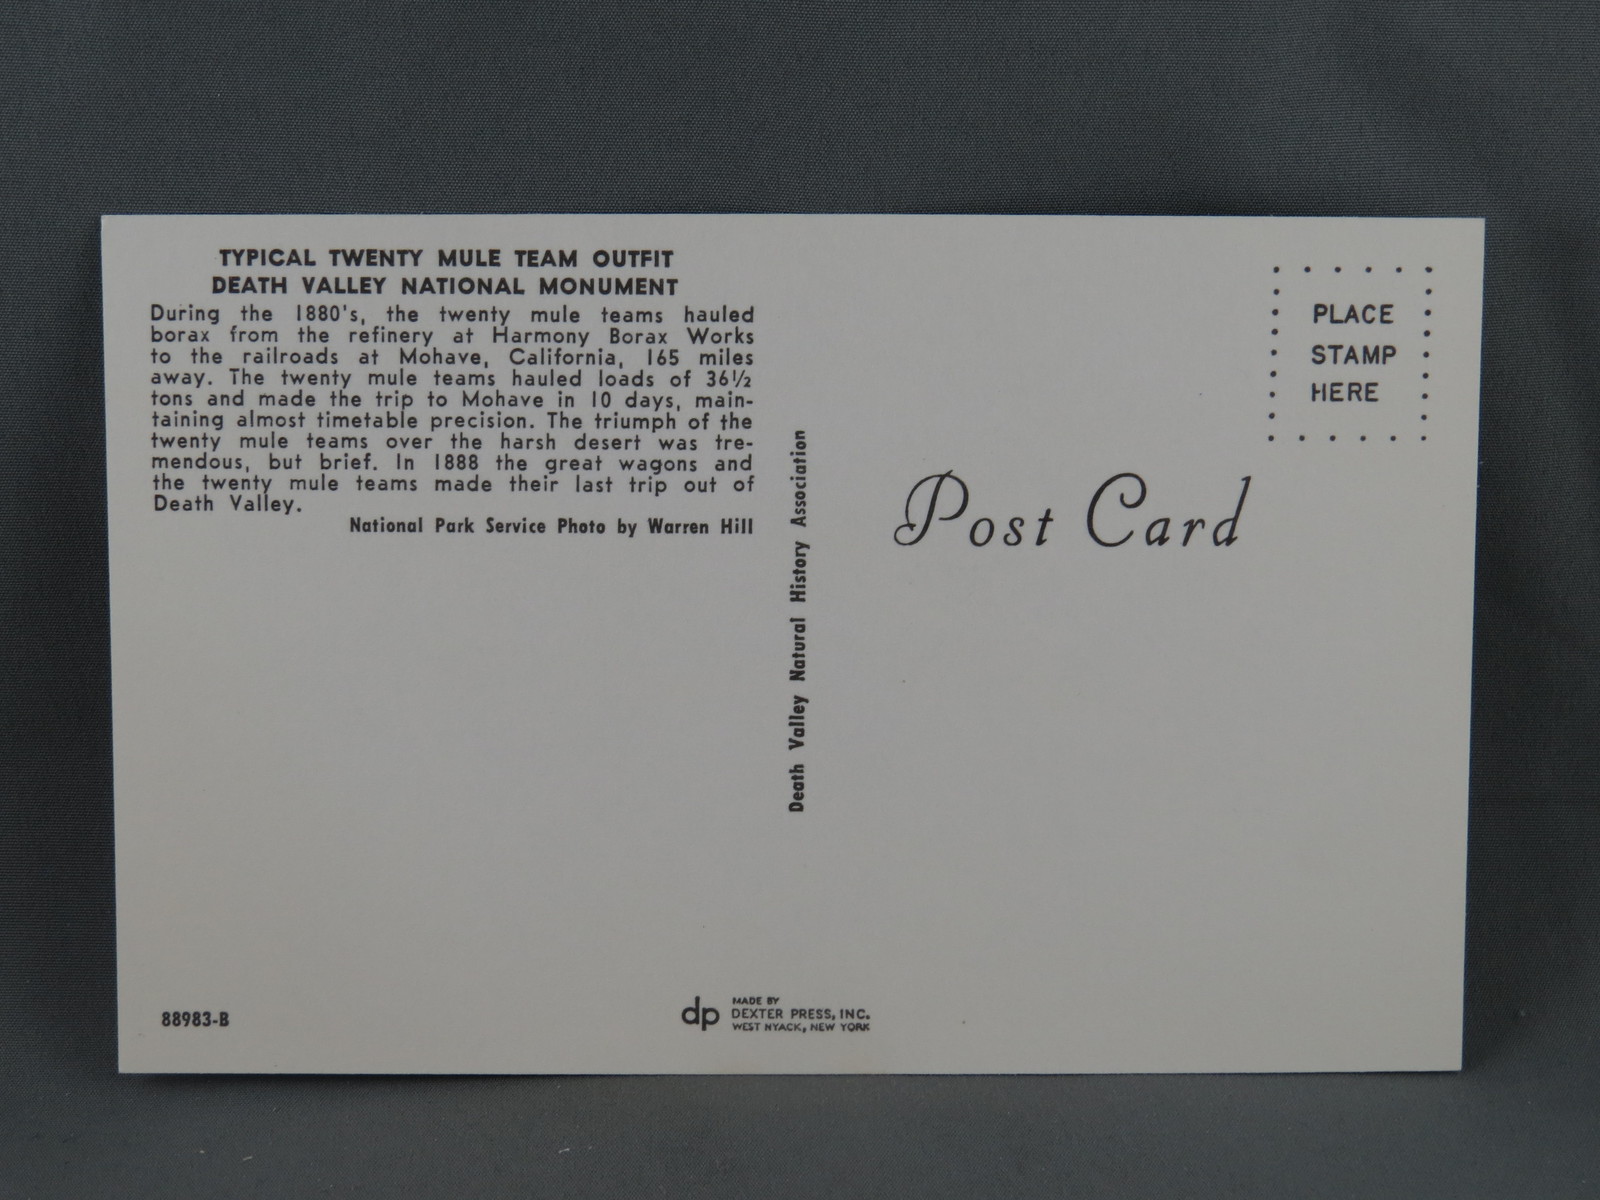 TYPICAL TWENTY MULE TEAM OUTFIT
DEATH VALLEY NATIONAL MONUMENT
During the 1880's, the twenty mule teams hauled
borax from the refinery at Harmony Borax Works
to the railroads at Mohave, California, 165 miles
away. The twenty mule teams hauled loads of 36½
tons and made the trip to Mohave in 10 days, main-
taining almost timetable precision. The triumph of the
twenty mule teams over the harsh desert was tre-
mendous, but brief. In 1888 the great wagons and
the twenty mule teams made their last trip out of
Death Valley.
National Park Service Photo by Warren Hill
Death Valley Natural History Association
PLACE
STAMP
HERE
Post Card
88983-B
dp
MADE BY
DEXTER PRESS, INC.
WEST NYACK, NEW YORK